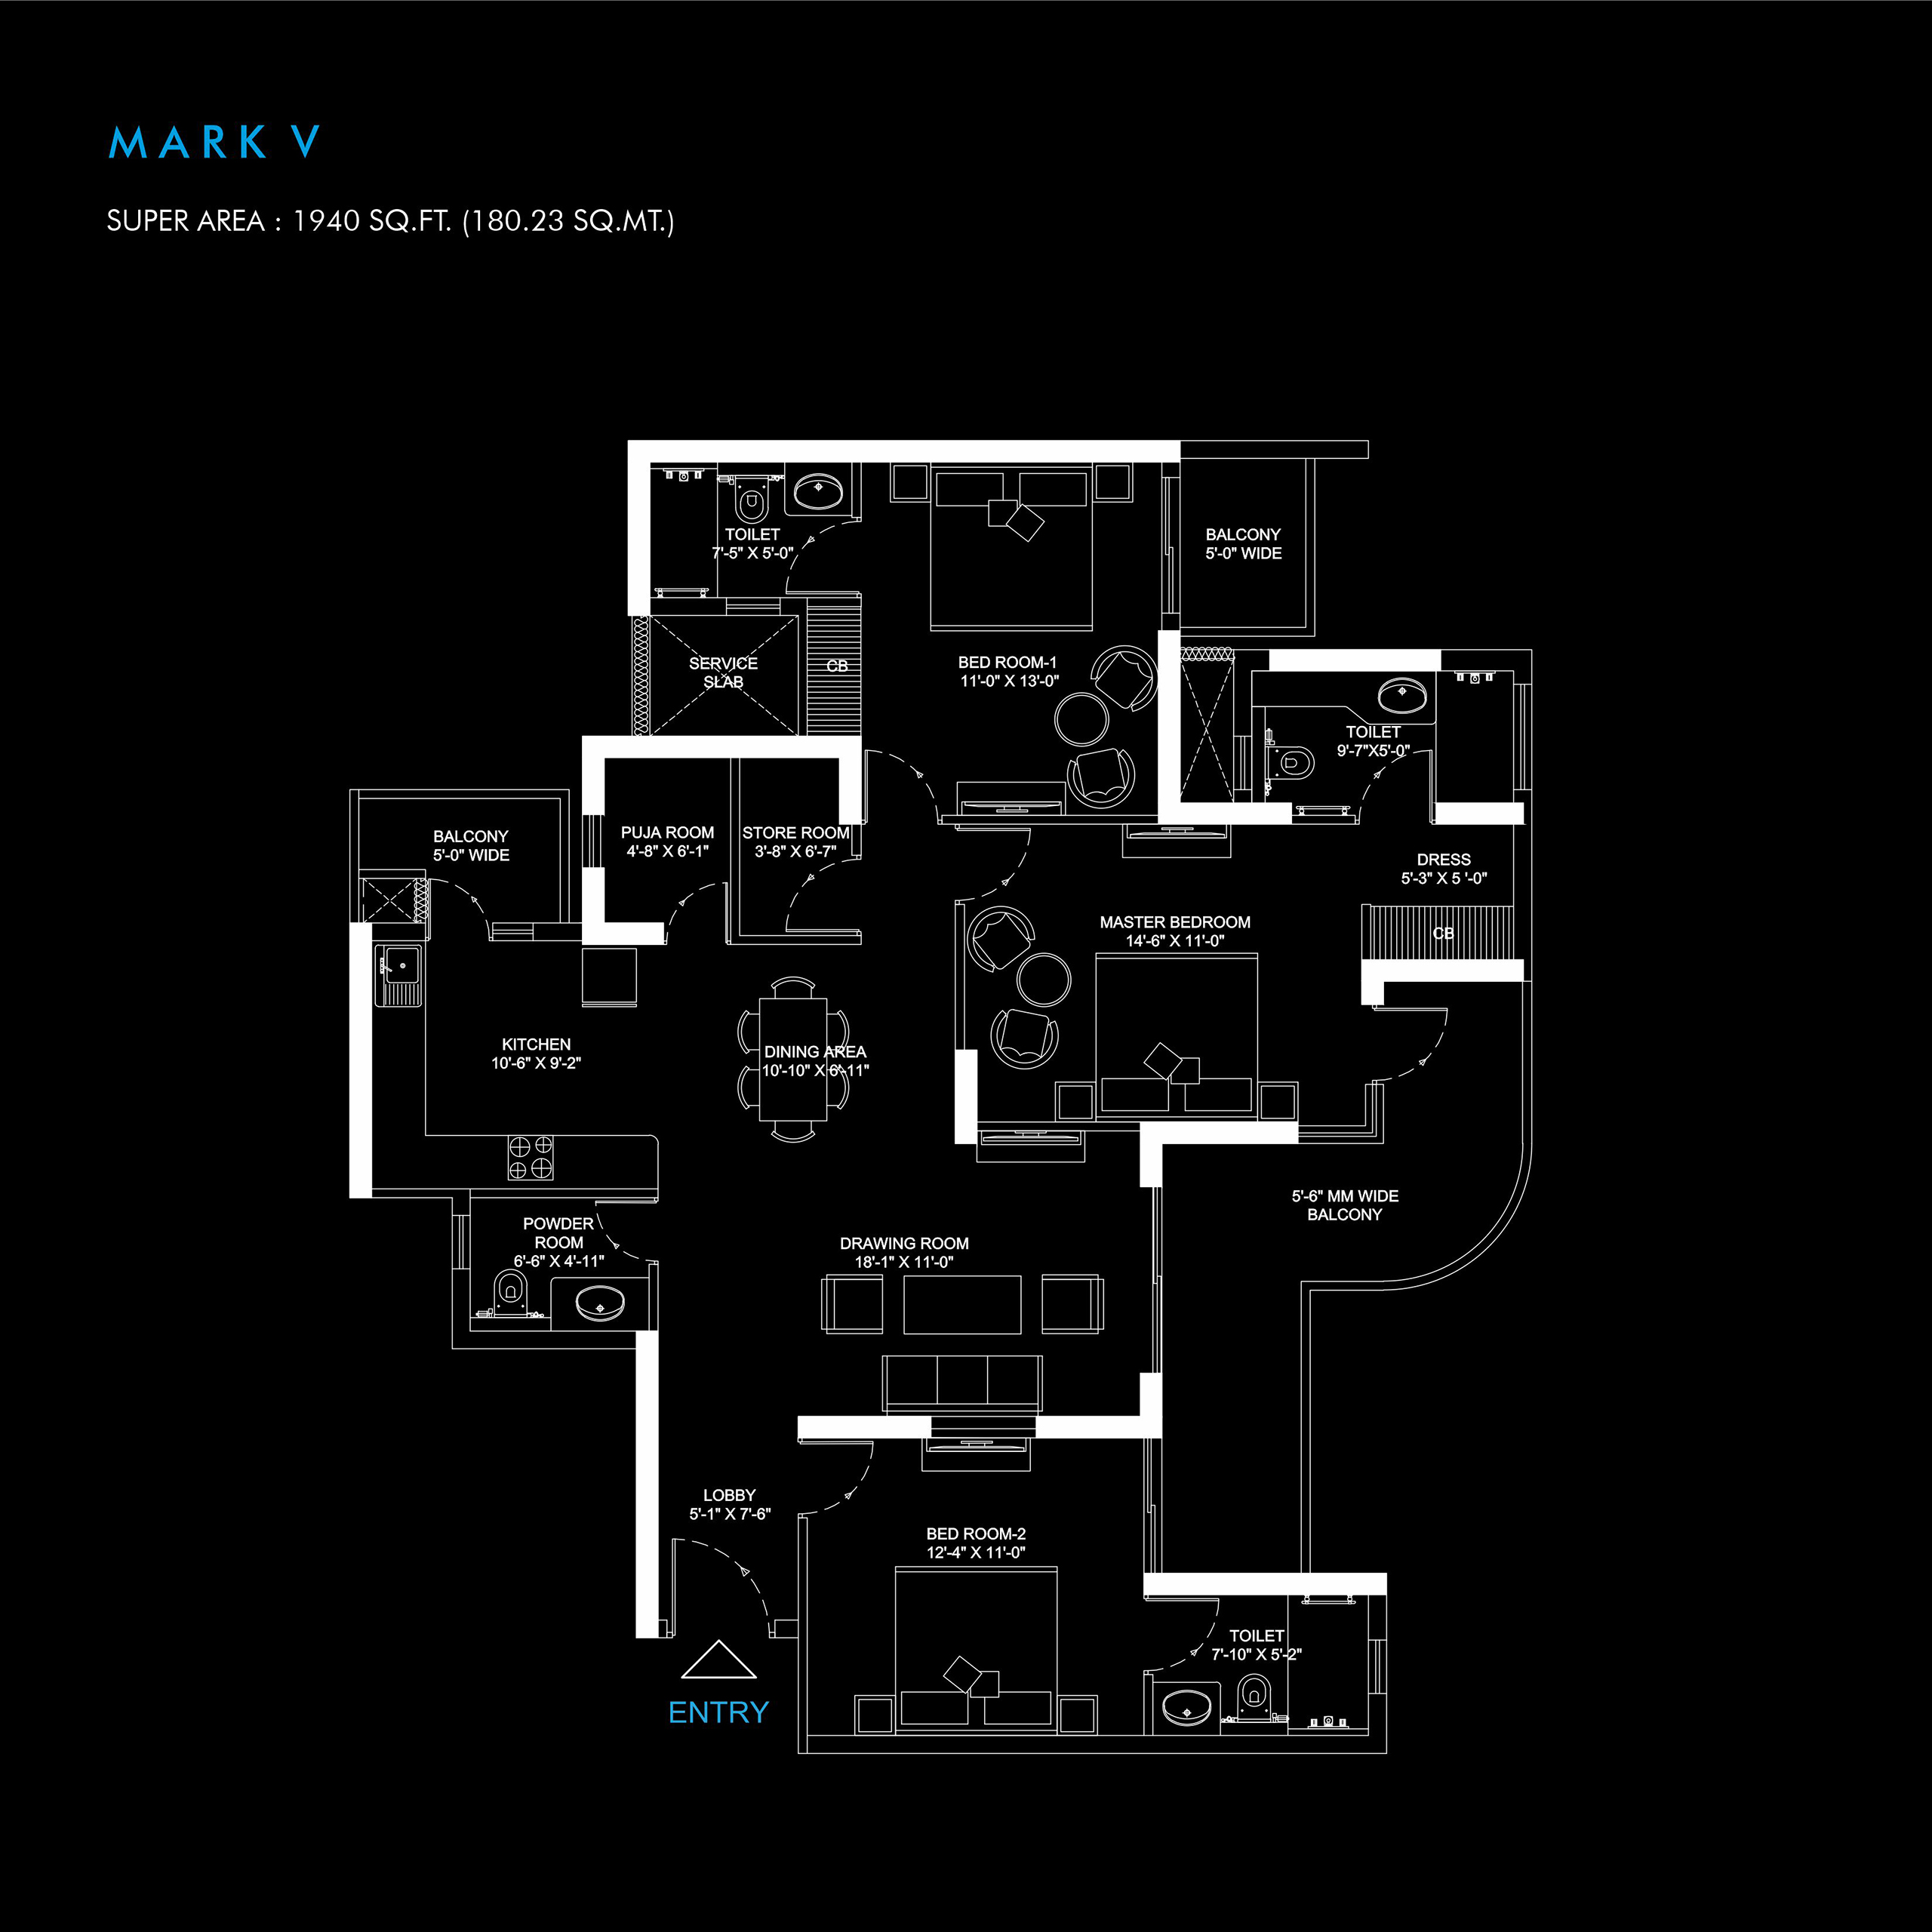 MARK V
SUPER AREA : 1940 SQ.FT. (180.23 SQ.MT.)
TOILET
7'-5" X 5'-0"
BALCONY
5'-0" WIDE
SERVICE
SLAB
CB
BED ROOM-1
11'-0" X 13'-0"
TOILET
9'-7"X5'-0"
BALCONY
5'-0" WIDE
PUJA ROOM
4'-8" X 6'-1"
STORE ROOM
3'-8" X 6'-7"
DRESS
5'-3" X 5 '-0"
MASTER BEDROOM
14'-6" X 11'-0"
CB
KITCHEN
10'-6" X 9'-2"
DINING AREA
10'-10" X 6'-11"
5'-6" MM WIDE
BALCONY
POWDER
ROOM
6'-6" X 4'-11"
DRAWING ROOM
18'-1" X 11'-0"
LOBBY
5'-1" X 7'-6"
BED ROOM-2
12'-4" X 11'-0"
TOILET
7'-10" X 5'-2"
ENTRY